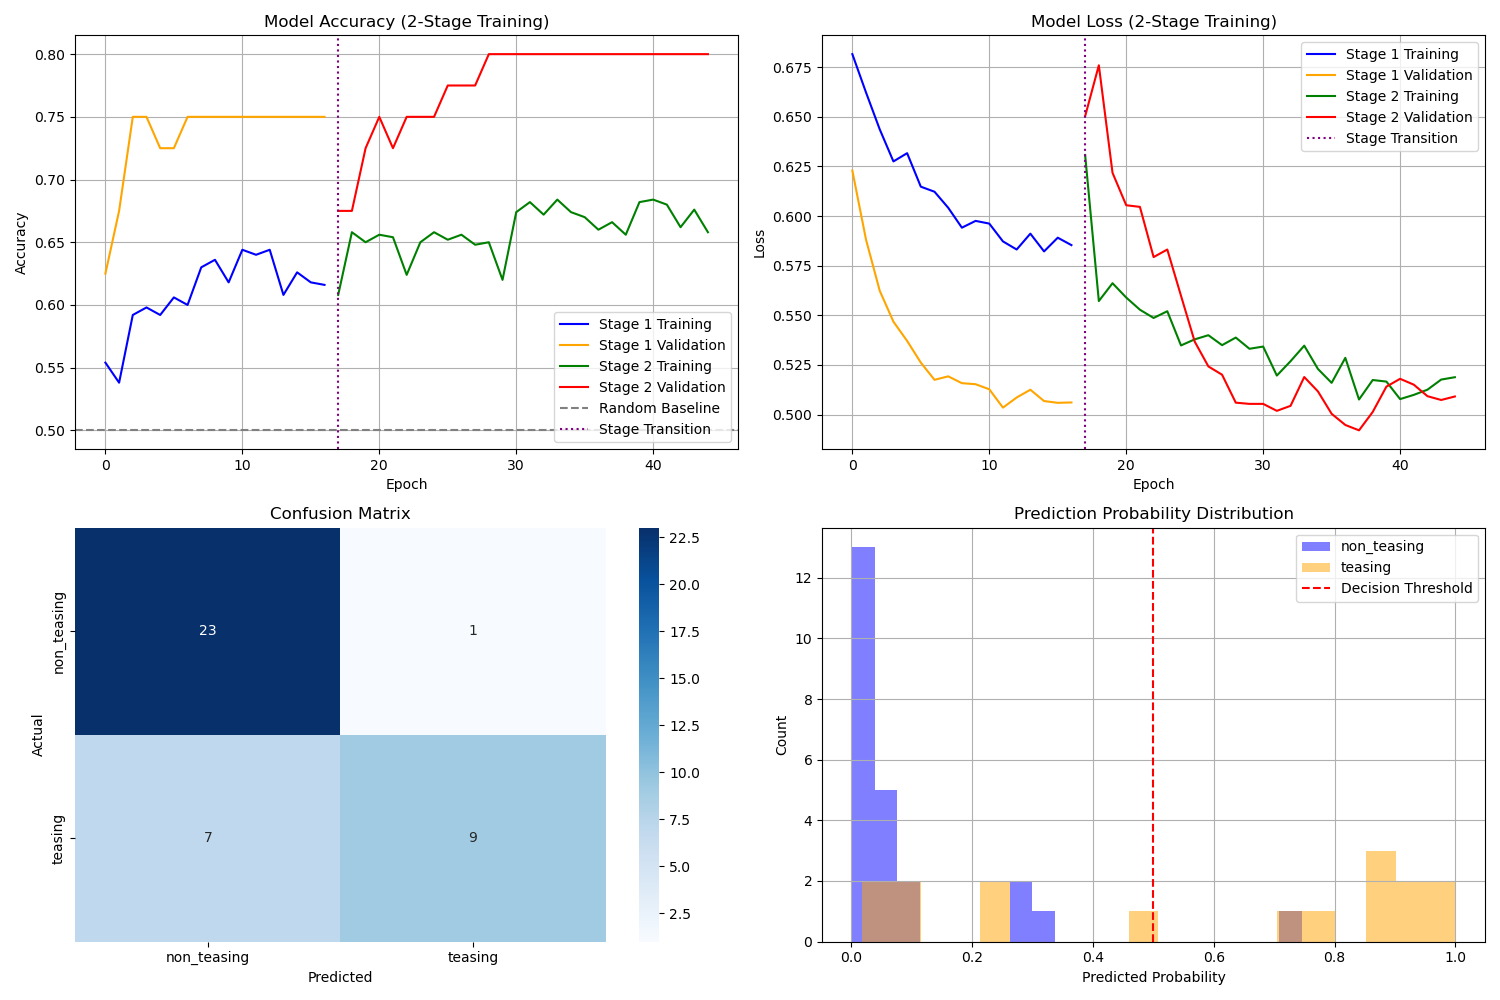 Model Accuracy (2-Stage Training)
0.80
0.75
0.70
0.65
0.60
0.55
0.50
Accuracy
0 10 20 30 40
Epoch
Stage 1 Training
Stage 1 Validation
Stage 2 Training
Stage 2 Validation
Random Baseline
Stage Transition
Model Loss (2-Stage Training)
0.675
0.650
0.625
0.600
0.575
0.550
0.525
0.500
Loss
0 10 20 30 40
Epoch
Stage 1 Training
Stage 1 Validation
Stage 2 Training
Stage 2 Validation
Stage Transition
Confusion Matrix
non_teasing
teasing
Actual
23 1
7 9
non_teasing teasing
Predicted
22.5
20.0
17.5
15.0
12.5
10.0
7.5
5.0
2.5
Prediction Probability Distribution
12
10
8
6
4
2
0
Count
0.0 0.2 0.4 0.6 0.8 1.0
Predicted Probability
non_teasing
teasing
Decision Threshold